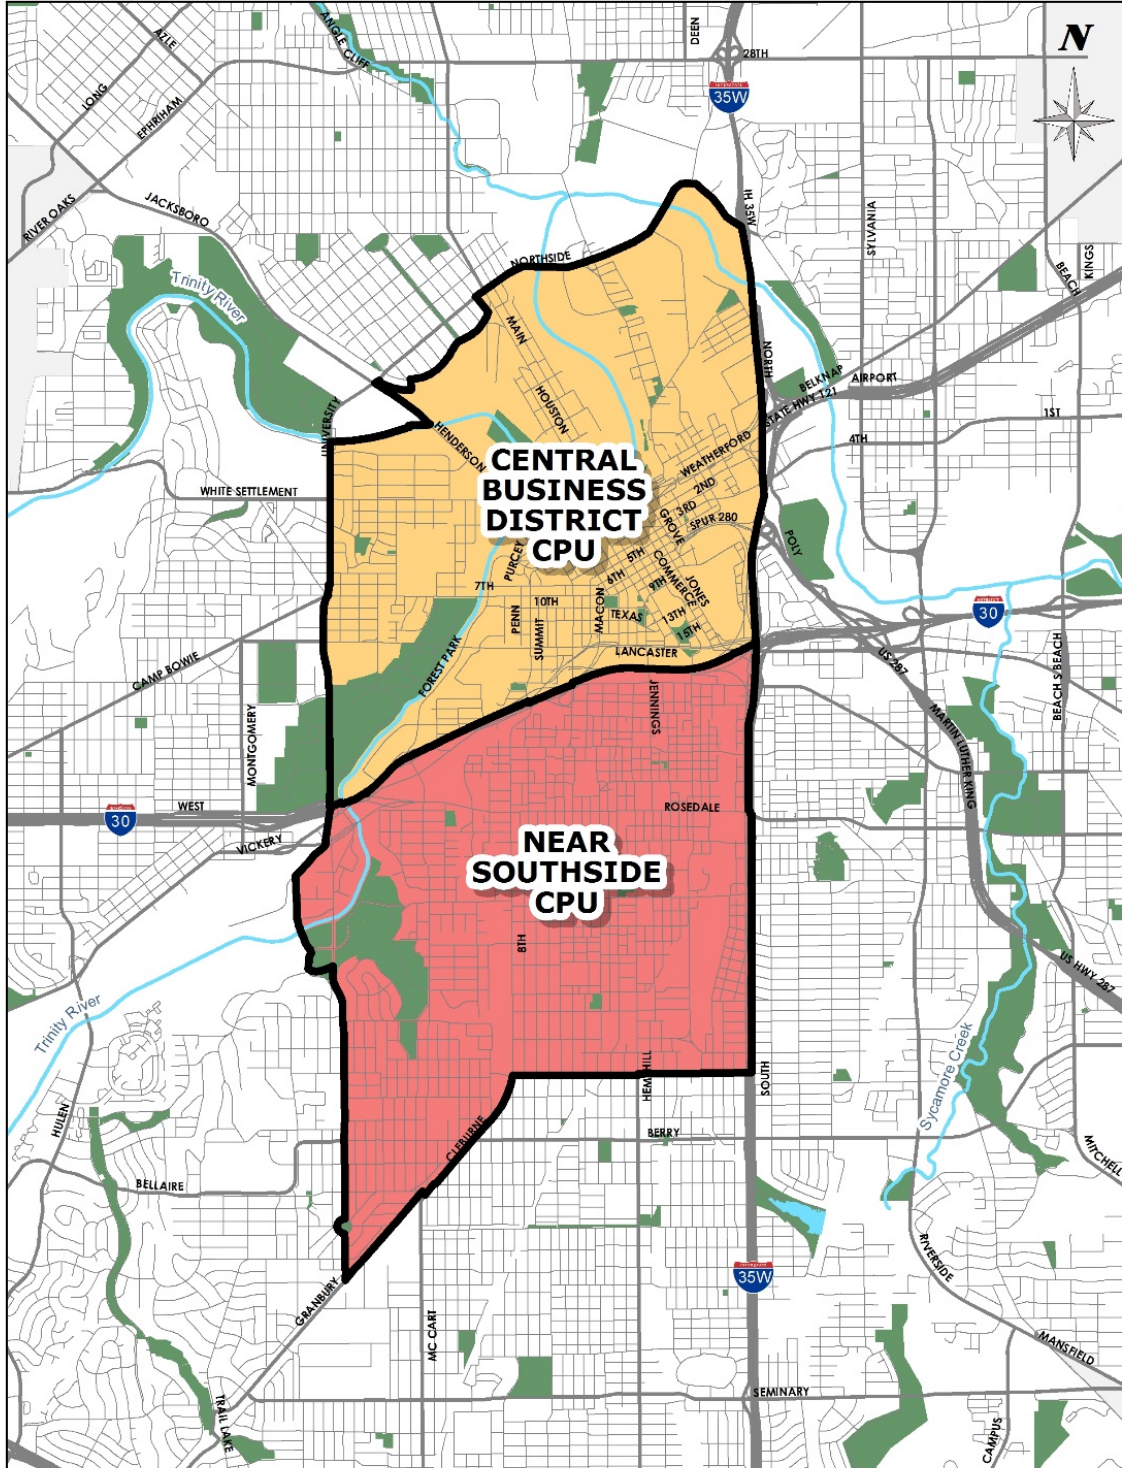 DEEN
N
AZLE
ANGLE
CLIFF
28TH
LONG
INTERSTATE
35W
EPHRIHAM
JACKSBORO
RIVER OAKS
IH 35W
SYLVANIA
NORTHSIDE
KINGS
BEACH
Trinity River
MAIN
NORTH
BELKNAP
AIRPORT
HOUSTON
STATE HWY 121
1ST
UNIVERSITY
HENDERSON
4TH
WEATHERFORD
CENTRAL
BUSINESS
DISTRICT
CPU
WHITE SETTLEMENT
2ND
3RD
GROVE
SPUR 280
POLY
PURCEY
5TH
COMMERCE
6TH
9TH
JONES
7TH
10TH
PENN
SUMMIT
MACON
TEXAS
13TH
15TH
30
LANCASTER
FOREST PARK
CAMP BOWIE
US 287
BEACH S/BEACH
JENNINGS
MONTGOMERY
MARTIN LUTHER KING
WEST
30
ROSEDALE
VICKERY
NEAR
SOUTHSIDE
CPU
8TH
US HWY 287
Trinity River
Sycamore Creek
HEMPHILL
SOUTH
HULEN
CLEBURNE
BERRY
MITCHELL
BELLAIRE
RIVERSIDE
35W
GRANBURY
MC CART
MANSFIELD
SEMINARY
TRAIL LAKE
CAMPUS